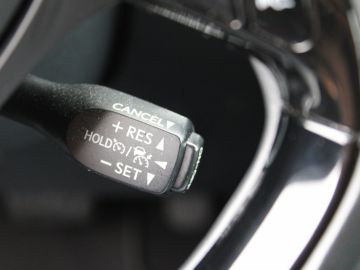 CANCEL▼
+ RES▲
HOLD / ◀
− SET▼